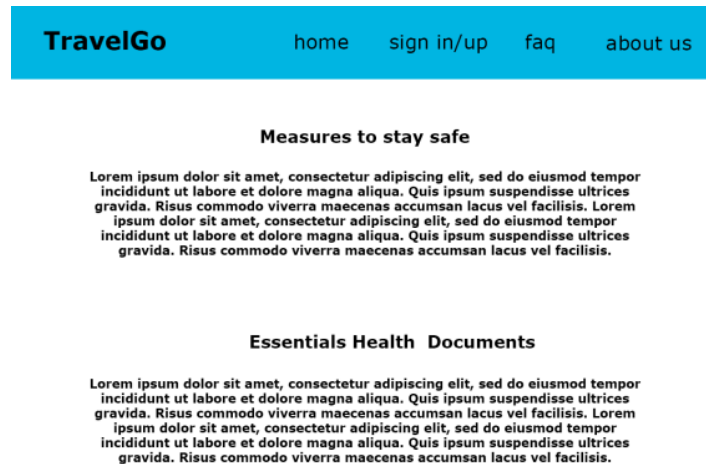 TravelGo home sign in/up faq about us
Measures to stay safe
Lorem ipsum dolor sit amet, consectetur adipiscing elit, sed do eiusmod tempor
incididunt ut labore et dolore magna aliqua. Quis ipsum suspendisse ultrices
gravida. Risus commodo viverra maecenas accumsan lacus vel facilisis. Lorem
ipsum dolor sit amet, consectetur adipiscing elit, sed do eiusmod tempor
incididunt ut labore et dolore magna aliqua. Quis ipsum suspendisse ultrices
gravida. Risus commodo viverra maecenas accumsan lacus vel facilisis.
Essentials Health  Documents
Lorem ipsum dolor sit amet, consectetur adipiscing elit, sed do eiusmod tempor
incididunt ut labore et dolore magna aliqua. Quis ipsum suspendisse ultrices
gravida. Risus commodo viverra maecenas accumsan lacus vel facilisis. Lorem
ipsum dolor sit amet, consectetur adipiscing elit, sed do eiusmod tempor
incididunt ut labore et dolore magna aliqua. Quis ipsum suspendisse ultrices
gravida. Risus commodo viverra maecenas accumsan lacus vel facilisis.